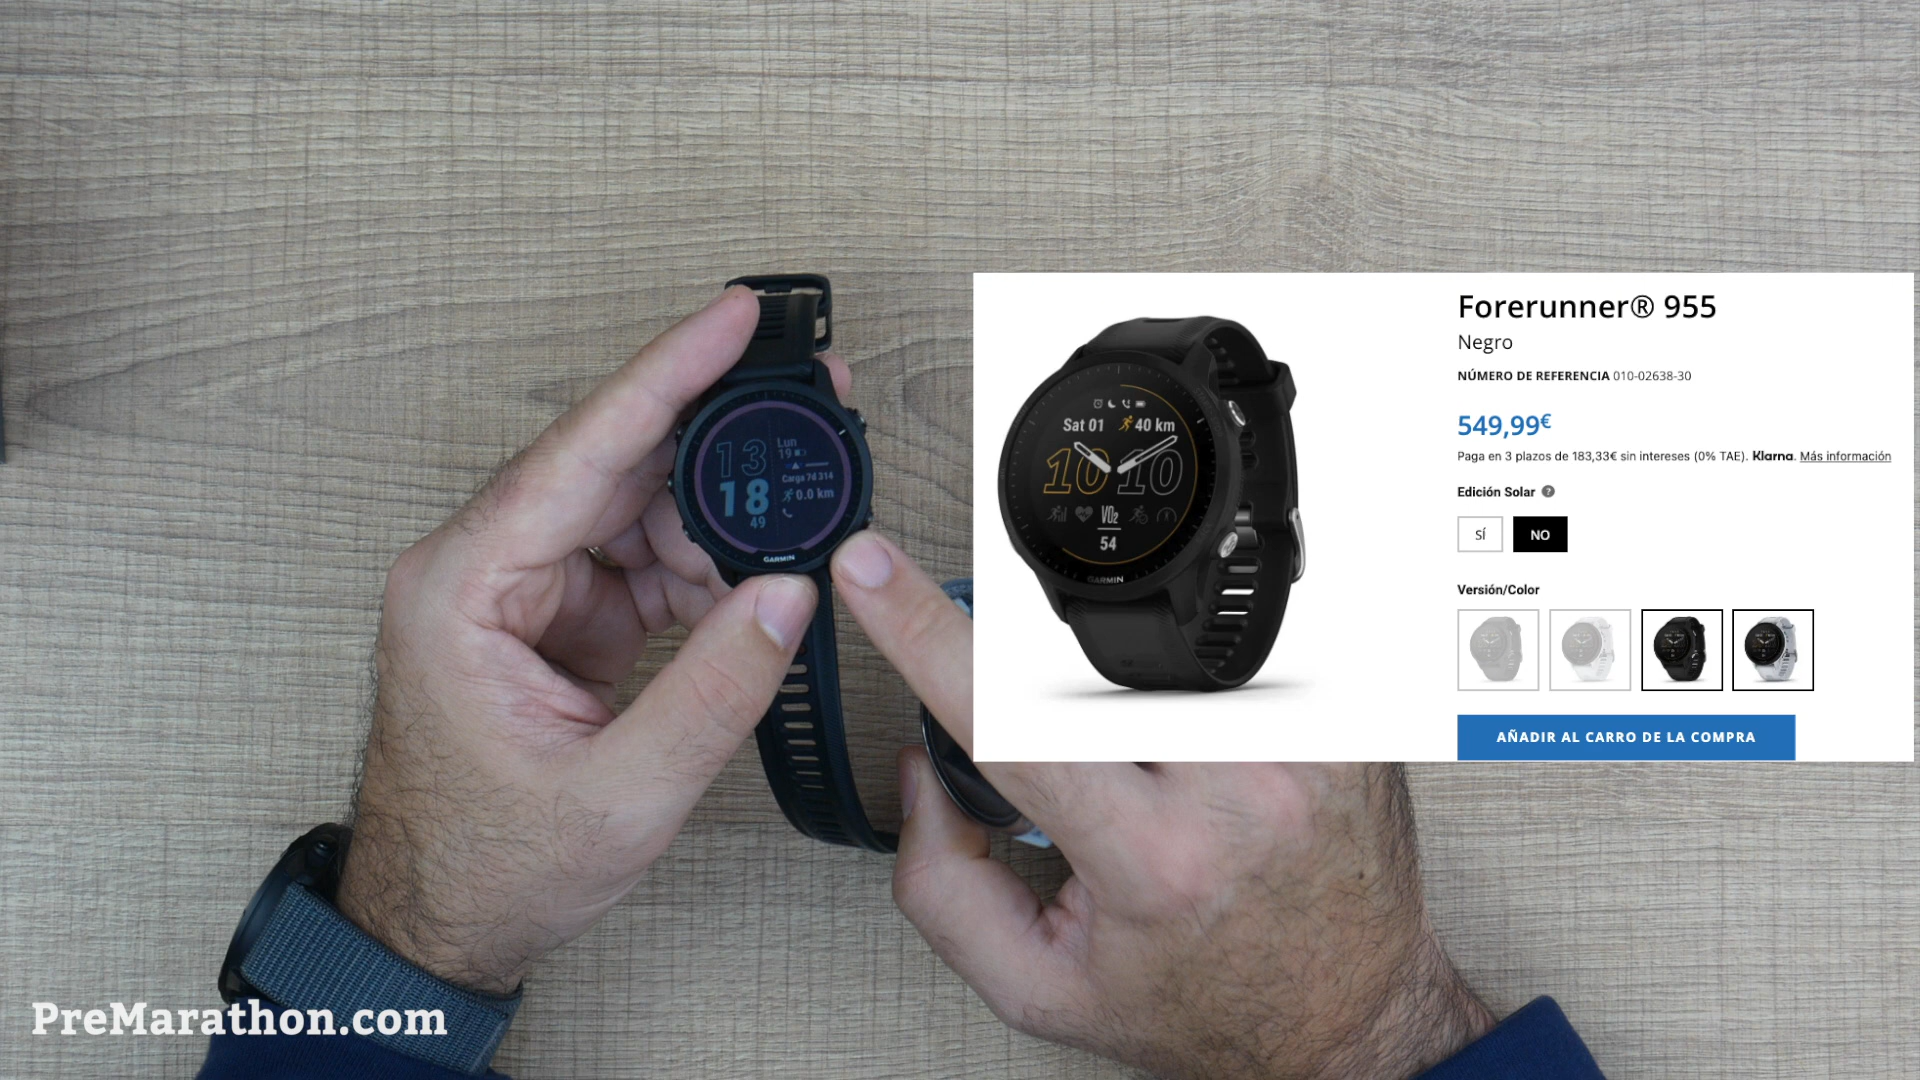 13
18
49
Lun
19
Carga 7d 314
0.0 km
GARMIN
Sat 01 40 km
10 10
VO2
54
GARMIN
Forerunner® 955
Negro
NÚMERO DE REFERENCIA 010-02638-30
549,99€
Paga en 3 plazos de 183,33€ sin intereses (0% TAE). Klarna. Más información
Edición Solar ?
SÍ NO
Versión/Color
AÑADIR AL CARRO DE LA COMPRA
PreMarathon.com